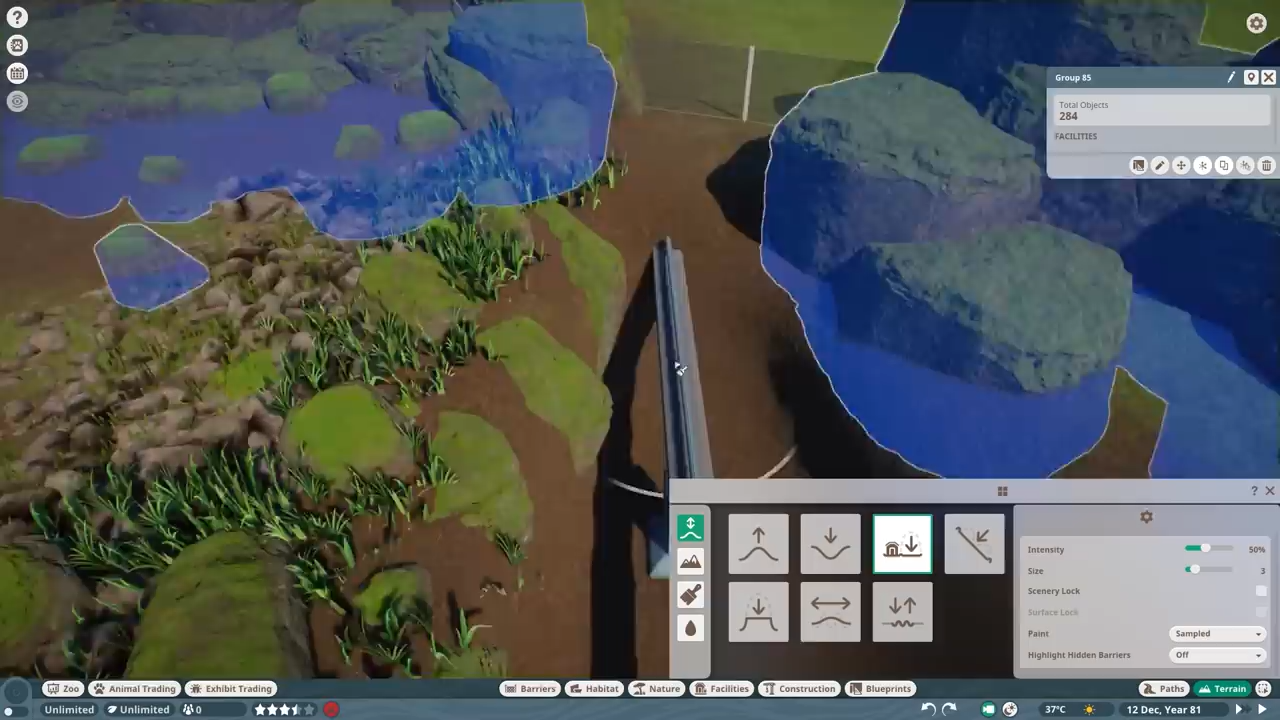 Group 85
Total Objects
284
FACILITIES
Intensity 50%
Size 3
Scenery Lock
Surface Lock
Paint Sampled
Highlight Hidden Barriers Off
Zoo Animal Trading Exhibit Trading Barriers Habitat Nature Facilities Construction Blueprints Paths Terrain
Unlimited Unlimited 0 37°C 12 Dec, Year 81